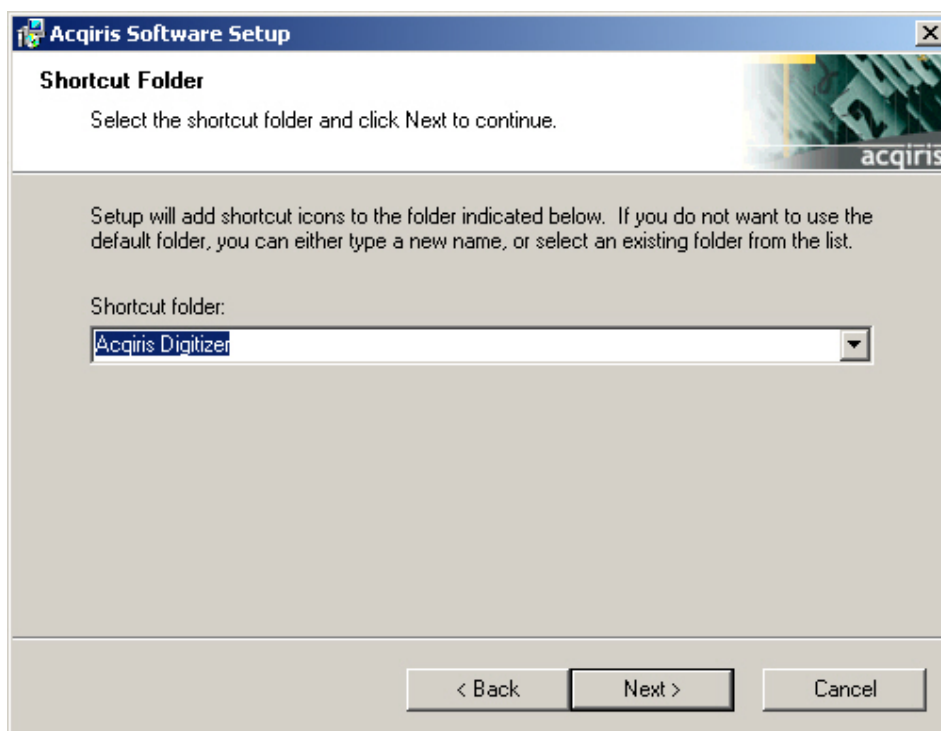 Acqiris Software Setup
Shortcut Folder
Select the shortcut folder and click Next to continue.
acqiris
Setup will add shortcut icons to the folder indicated below.  If you do not want to use the
default folder, you can either type a new name, or select an existing folder from the list.
Shortcut folder:
Acqiris Digitizer
< Back
Next >
Cancel